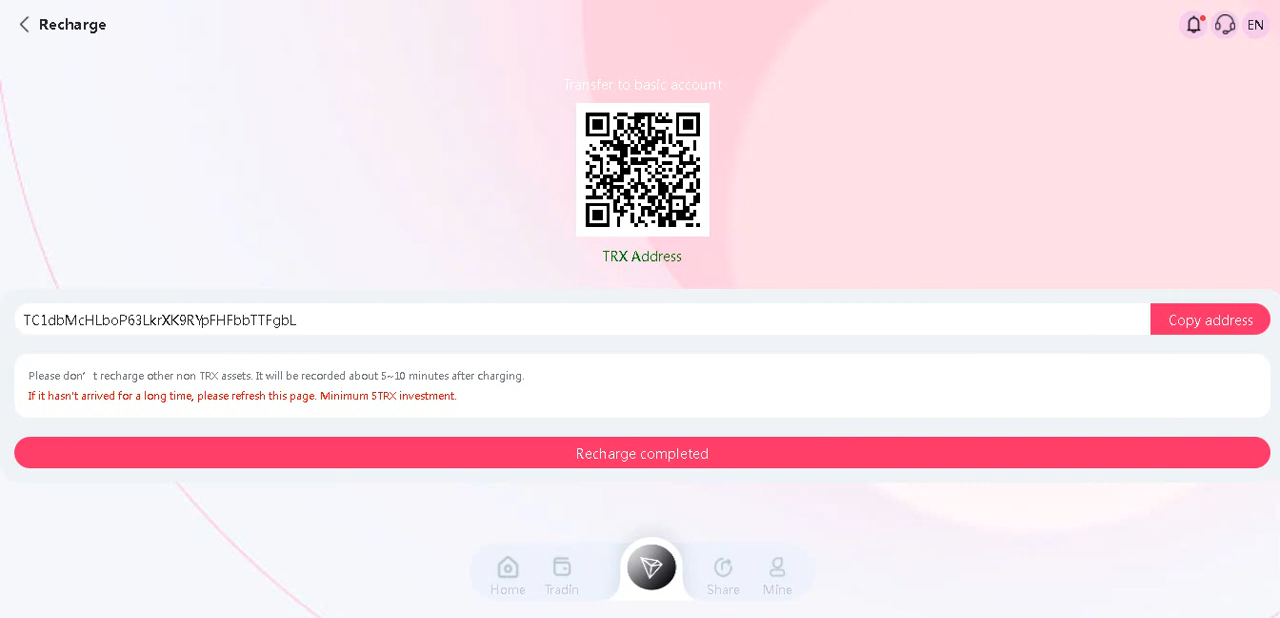 Recharge
EN
Transfer to basic account
TRX Address
TC1dbMcHLboP63LkrXK9RYpFHFbbTTFgbL
Copy address
Please don’t recharge other non TRX assets. It will be recorded about 5~10 minutes after charging.
If it hasn't arrived for a long time, please refresh this page. Minimum 5TRX investment.
Recharge completed
Home
Tradin
Share
Mine